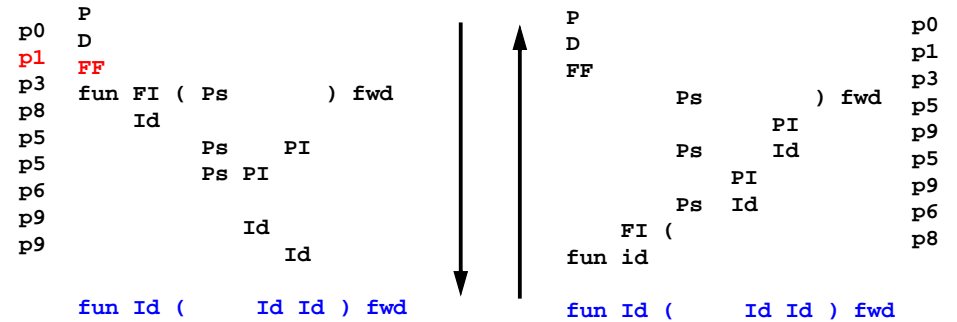 p0
p1
p3
p8
p5
p5
p6
p9
p9
P
D
FF
fun FI ( Ps ) fwd
Id
Ps PI
Ps PI
Id
Id
fun Id ( Id Id ) fwd
P
D
FF
Ps ) fwd
PI
Ps Id
PI
Ps Id
FI (
fun id
fun Id ( Id Id ) fwd
p0
p1
p3
p5
p9
p5
p9
p6
p8